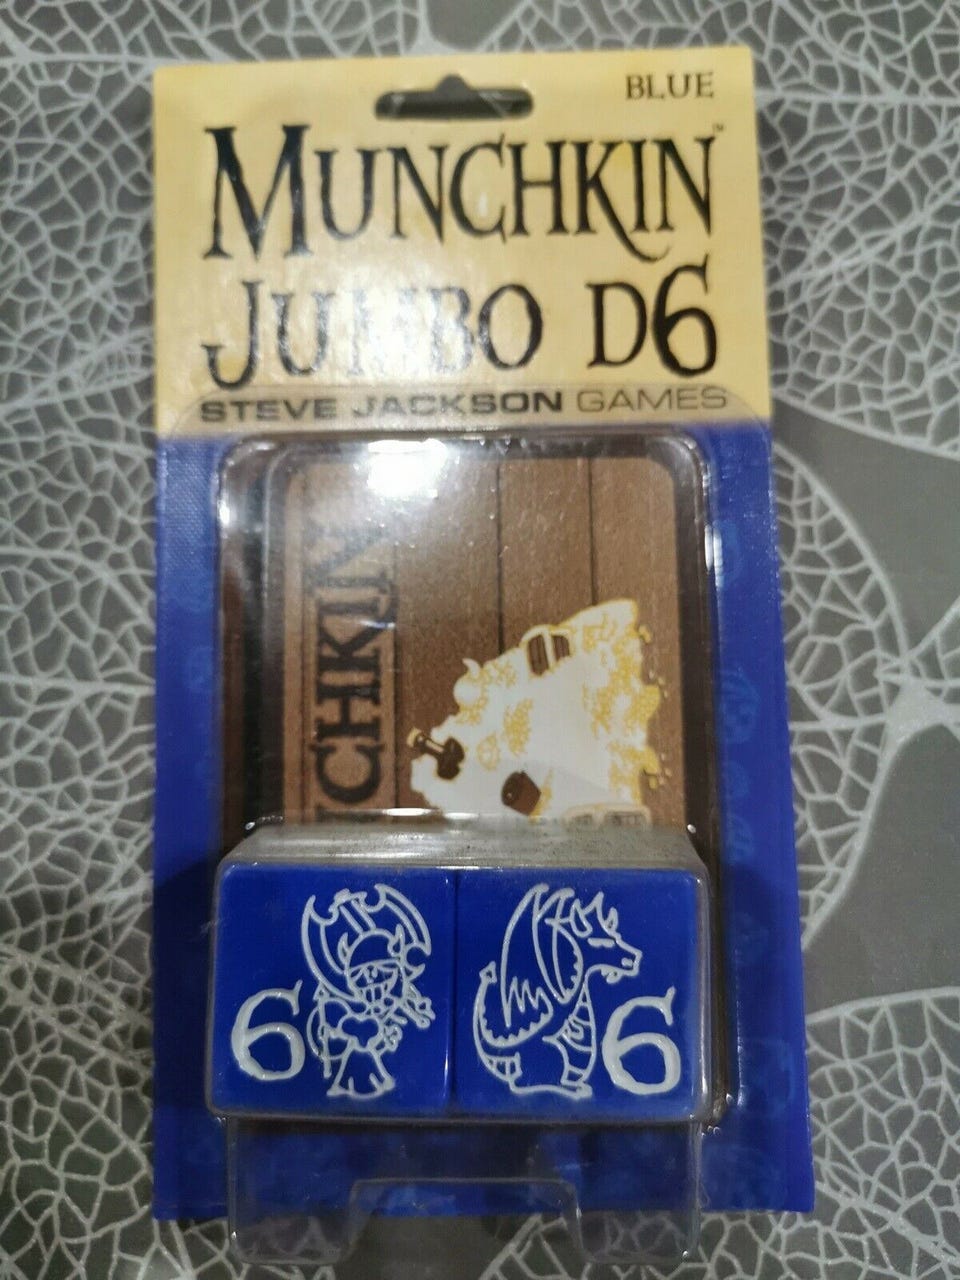 BLUE
MUNCHKIN™
JUMBO D6
STEVE JACKSON GAMES
CHKIN
6
6